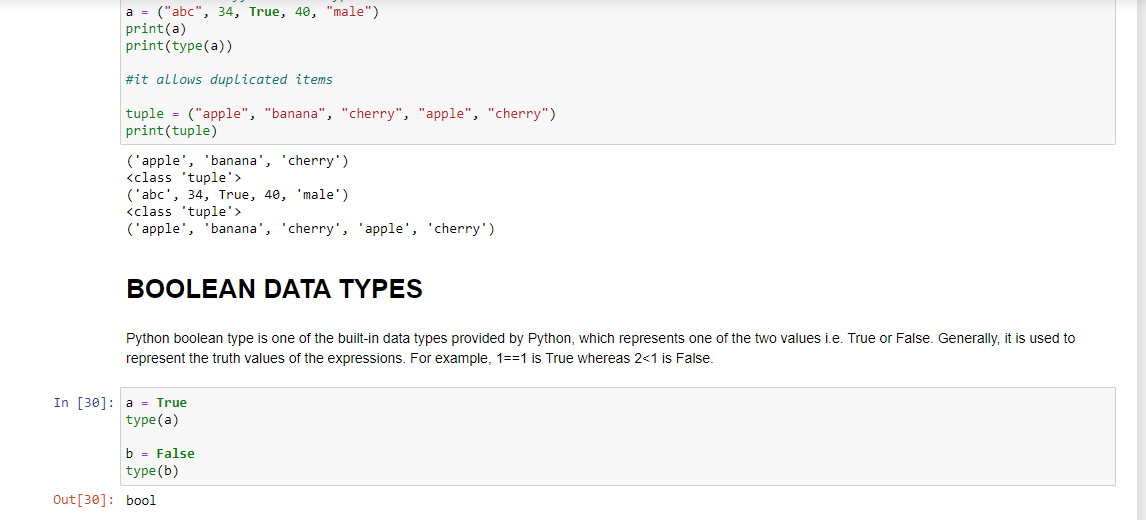 a = ("abc", 34, True, 40, "male")
print(a)
print(type(a))
#it allows duplicated items
tuple = ("apple", "banana", "cherry", "apple", "cherry")
print(tuple)
('apple', 'banana', 'cherry')
<class 'tuple'>
('abc', 34, True, 40, 'male')
<class 'tuple'>
('apple', 'banana', 'cherry', 'apple', 'cherry')
BOOLEAN DATA TYPES
Python boolean type is one of the built-in data types provided by Python, which represents one of the two values i.e. True or False. Generally, it is used to
represent the truth values of the expressions. For example, 1==1 is True whereas 2<1 is False.
In [30]: a = True
type(a)
b = False
type(b)
Out[30]: bool